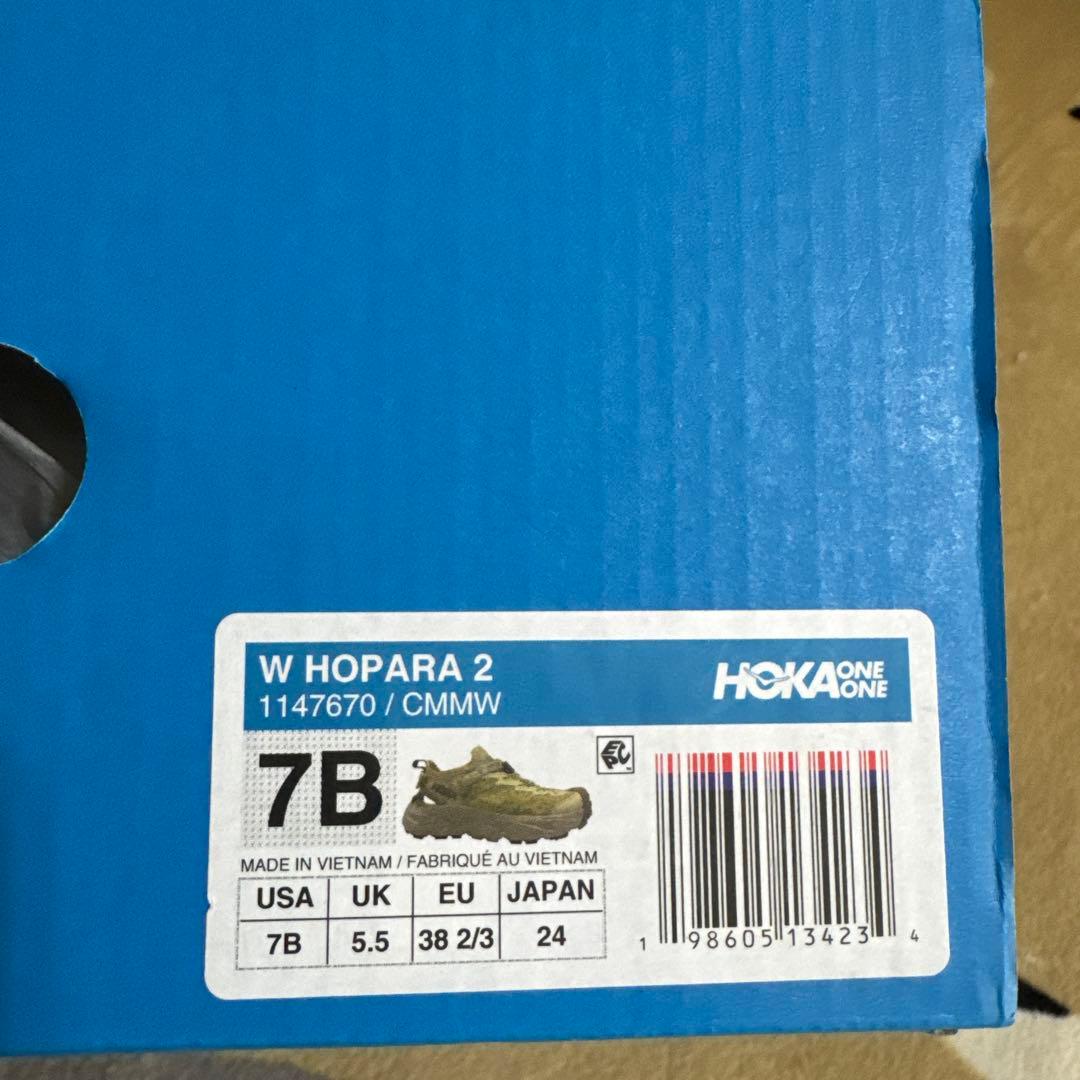 W HOPARA 2
1147670 / CMMW
HOKA ONE ONE
7B
EPC
MADE IN VIETNAM / FABRIQUÉ AU VIETNAM
USA UK EU JAPAN
7B 5.5 38 2/3 24
1 98605 13423 4